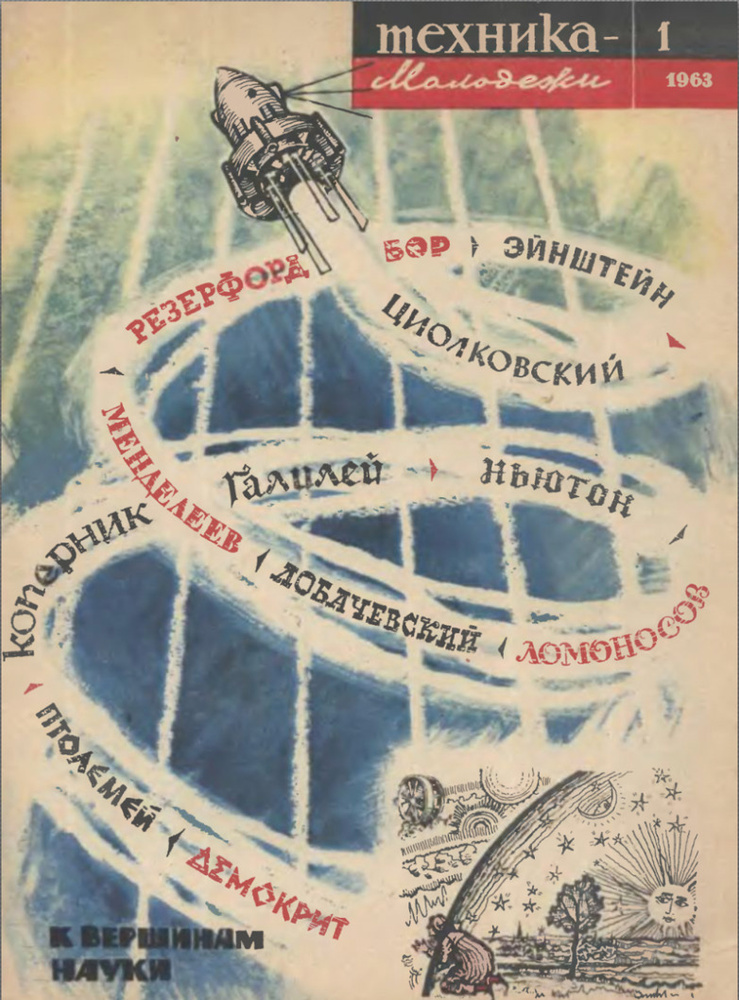 техника- 1
Молодежи 1963
РЕЗЕРФОРД БОР ЭЙНШТЕЙН
ЦИОЛКОВСКИЙ
МЕНДЕЛЕЕВ
Галилей Ньютон
коперник
ЛОБАЧЕВСКИЙ
ЛОМОНОСОВ
ПТОЛЕМЕЙ
ДЕМОКРИТ
К ВЕРШИНАМ
НАУКИ